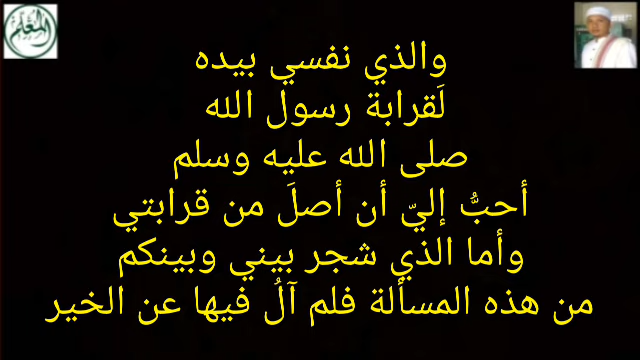 المعلم
والذي نفسي بيده
لَقرابة رسول الله
صلى الله عليه وسلم
أحبُّ إليّ أن أصلَ من قرابتي
وأما الذي شجر بيني وبينكم
من هذه المسألة فلم آلُ فيها عن الخير